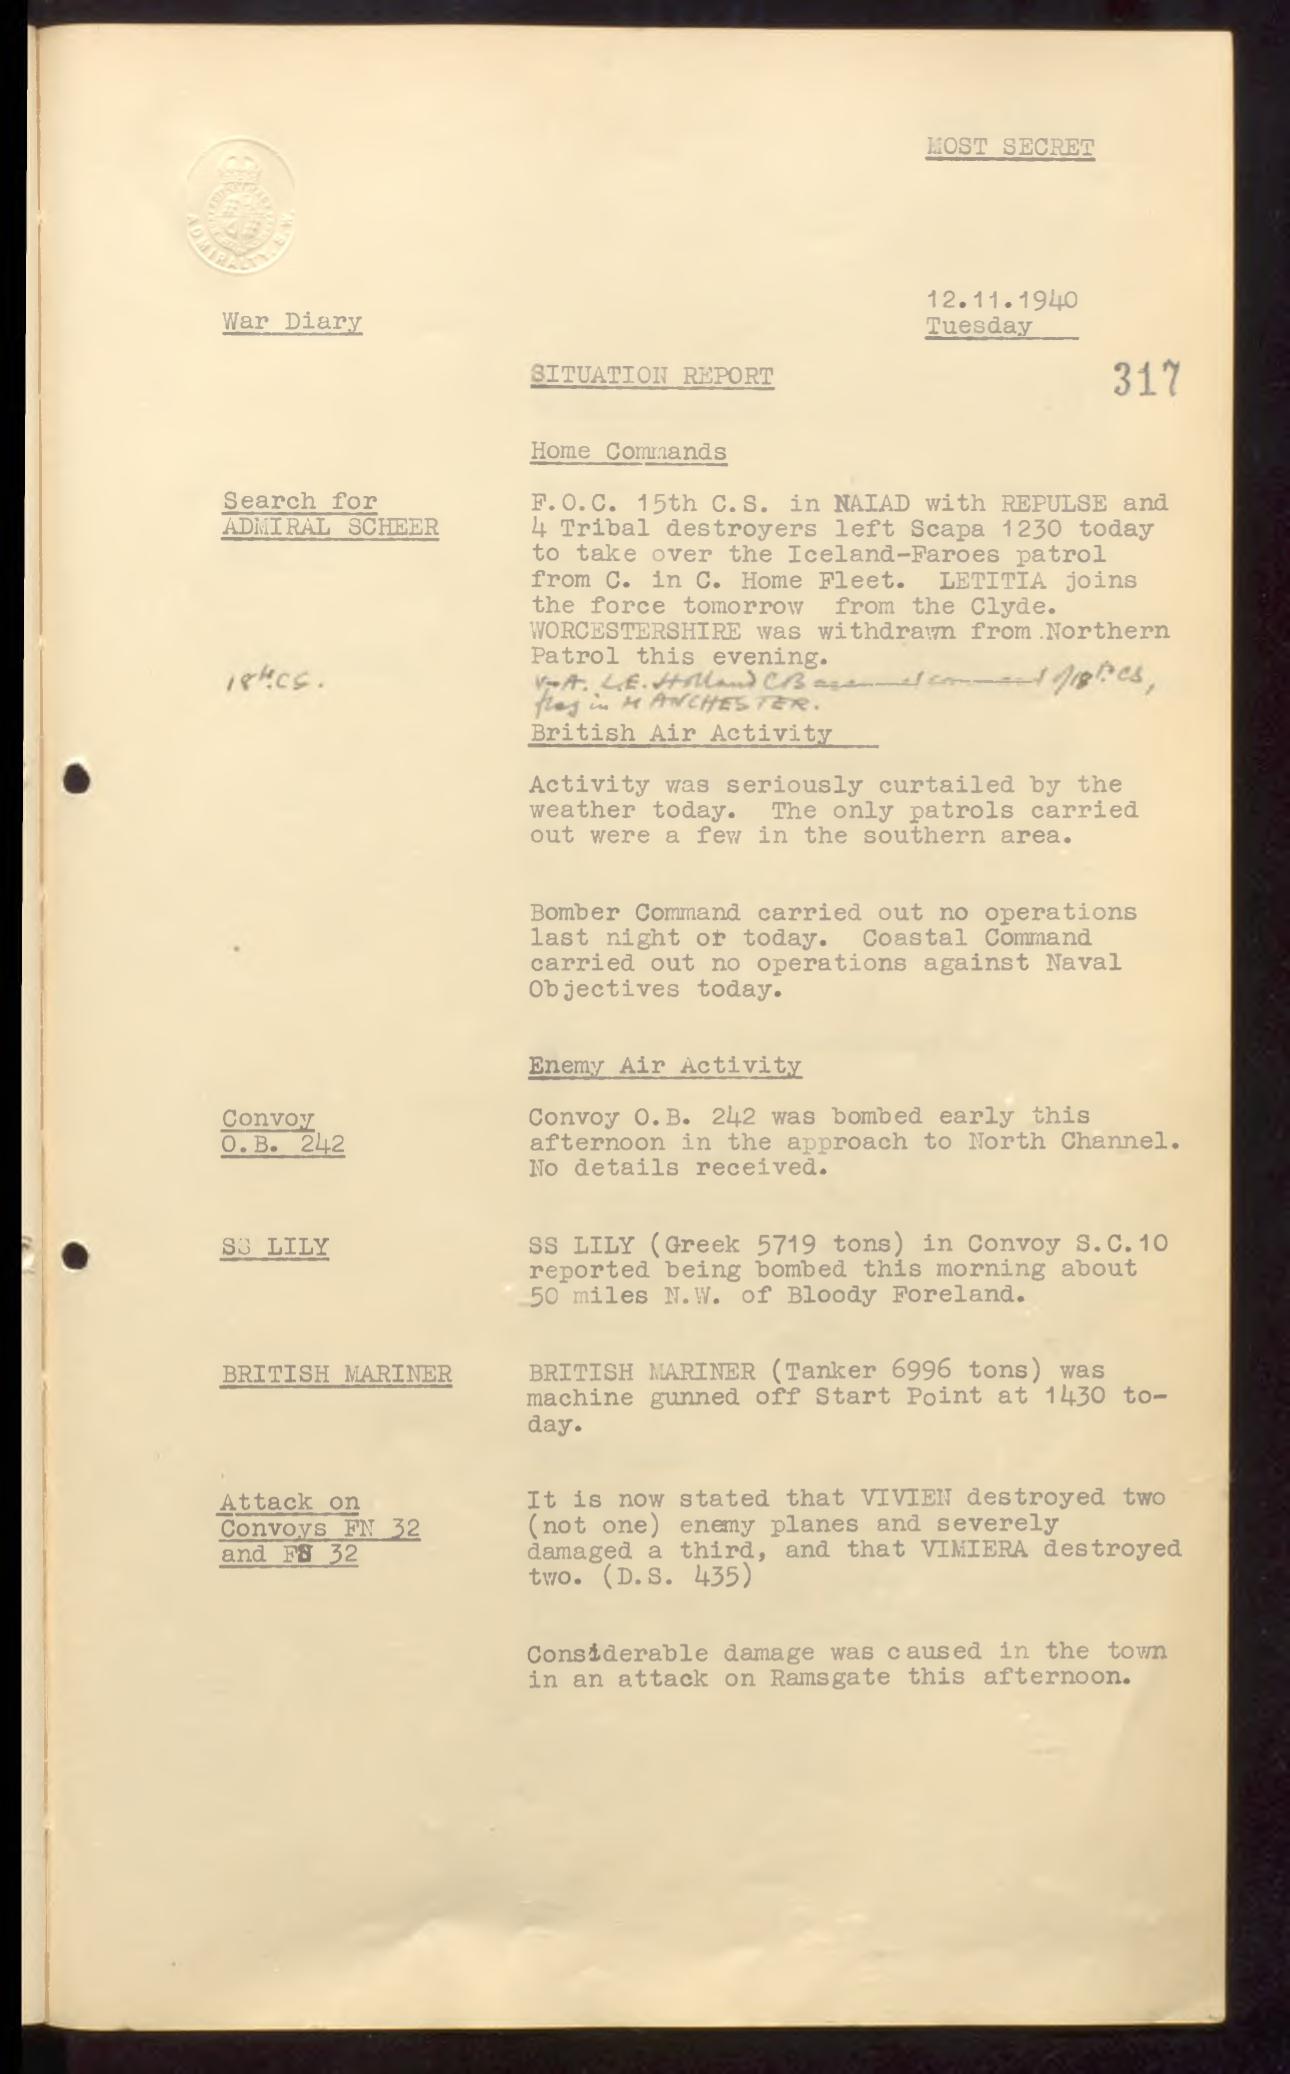 MOST SECRET
ADMIRALTY. S.W.
12.11.1940
Tuesday
War Diary
SITUATION REPORT
317
Home Commands
Search for
ADMIRAL SCHEER
F.O.C. 15th C.S. in NAIAD with REPULSE and
4 Tribal destroyers left Scapa 1230 today
to take over the Iceland-Faroes patrol
from C. in C. Home Fleet. LETITIA joins
the force tomorrow from the Clyde.
WORCESTERSHIRE was withdrawn from .Northern
Patrol this evening.
18th. CS.
V-A. L.E. Holland CB assumed command of 18th. CS,
flag in MANCHESTER.
British Air Activity
Activity was seriously curtailed by the
weather today. The only patrols carried
out were a few in the southern area.
Bomber Command carried out no operations
last night or today. Coastal Command
carried out no operations against Naval
Objectives today.
Enemy Air Activity
Convoy
O.B. 242
Convoy O.B. 242 was bombed early this
afternoon in the approach to North Channel.
No details received.
SS LILY
SS LILY (Greek 5719 tons) in Convoy S.C.10
reported being bombed this morning about
50 miles N.W. of Bloody Foreland.
BRITISH MARINER
BRITISH MARINER (Tanker 6996 tons) was
machine gunned off Start Point at 1430 to-
day.
Attack on
Convoys FN 32
and FS 32
It is now stated that VIVIEN destroyed two
(not one) enemy planes and severely
damaged a third, and that VIMIERA destroyed
two. (D.S. 435)
Considerable damage was caused in the town
in an attack on Ramsgate this afternoon.